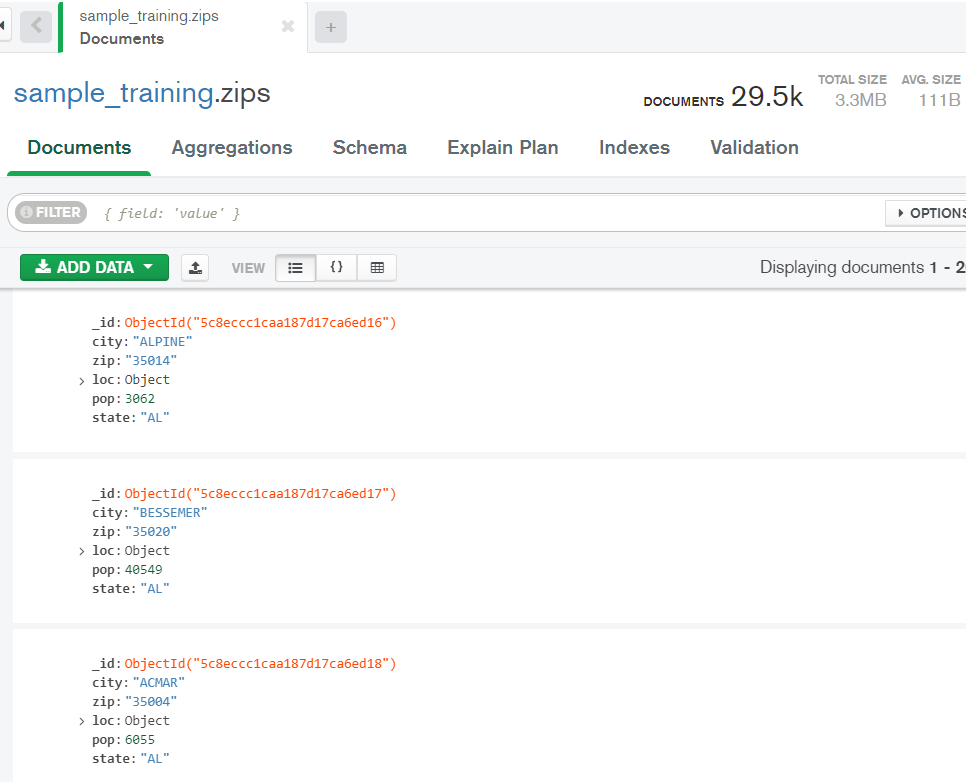 sample_training.zips
Documents
sample_training.zips
DOCUMENTS 29.5k
TOTAL SIZE
3.3MB
AVG. SIZE
111B
Documents Aggregations Schema Explain Plan Indexes Validation
FILTER { field: 'value' } OPTIONS
ADD DATA VIEW {} Displaying documents 1 - 2
_id: ObjectId("5c8eccc1caa187d17ca6ed16")
city: "ALPINE"
zip: "35014"
loc: Object
pop: 3062
state: "AL"
_id: ObjectId("5c8eccc1caa187d17ca6ed17")
city: "BESSEMER"
zip: "35020"
loc: Object
pop: 40549
state: "AL"
_id: ObjectId("5c8eccc1caa187d17ca6ed18")
city: "ACMAR"
zip: "35004"
loc: Object
pop: 6055
state: "AL"